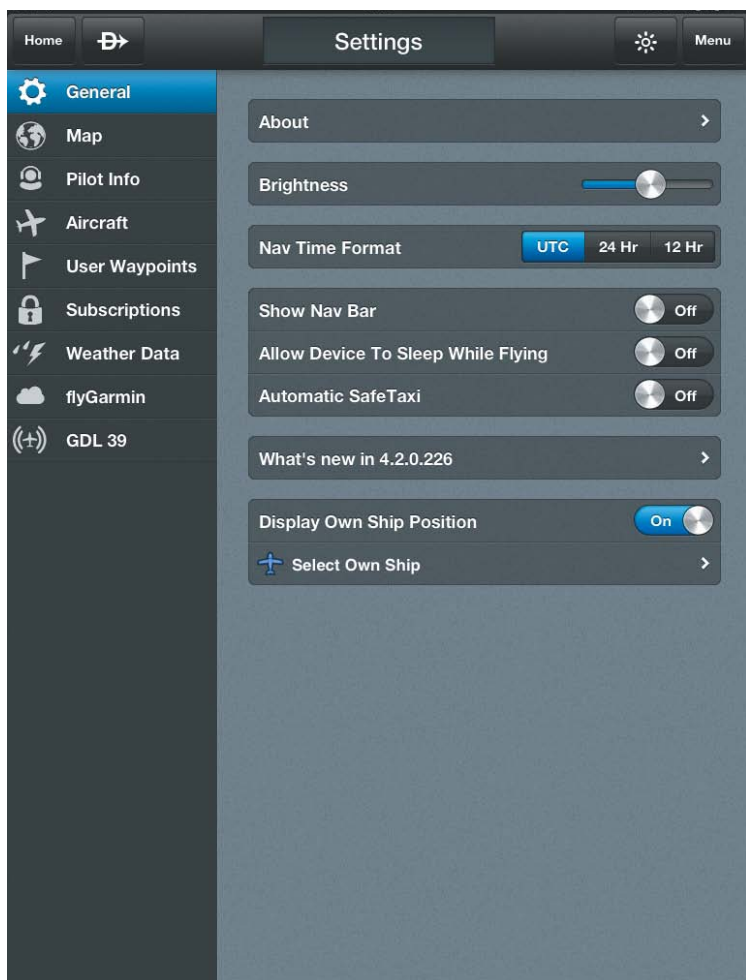 Home
Settings
Menu
General
Map
Pilot Info
Aircraft
User Waypoints
Subscriptions
Weather Data
flyGarmin
GDL 39
About
Brightness
Nav Time Format UTC 24 Hr 12 Hr
Show Nav Bar Off
Allow Device To Sleep While Flying Off
Automatic SafeTaxi Off
What's new in 4.2.0.226
Display Own Ship Position On
Select Own Ship